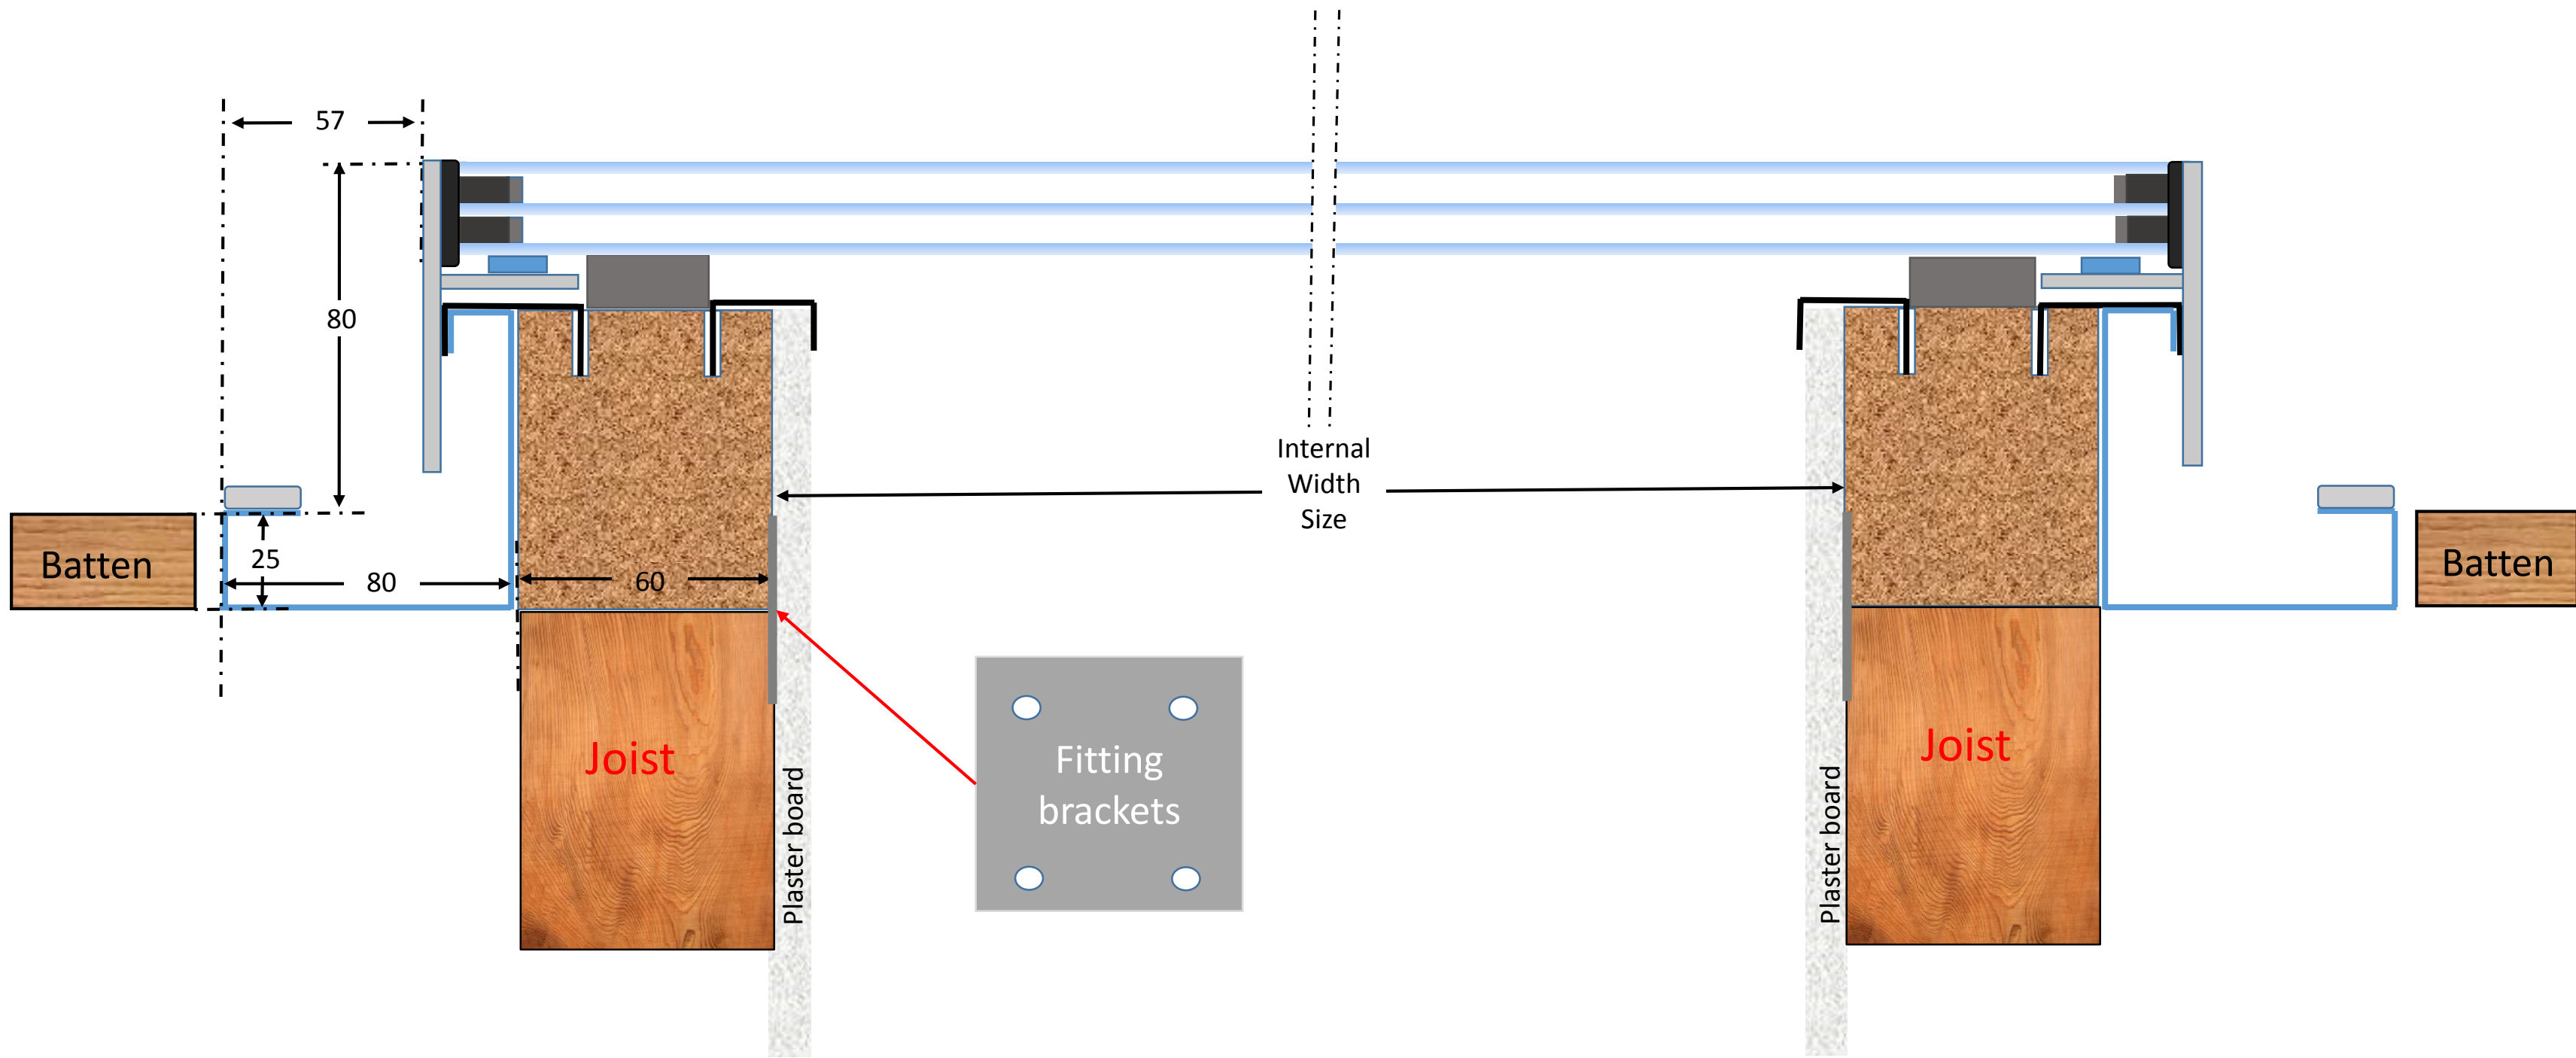 57
80
Internal
Width
Size
Batten
25
80
60
Batten
Joist
Plaster board
Fitting
brackets
Plaster board
Joist